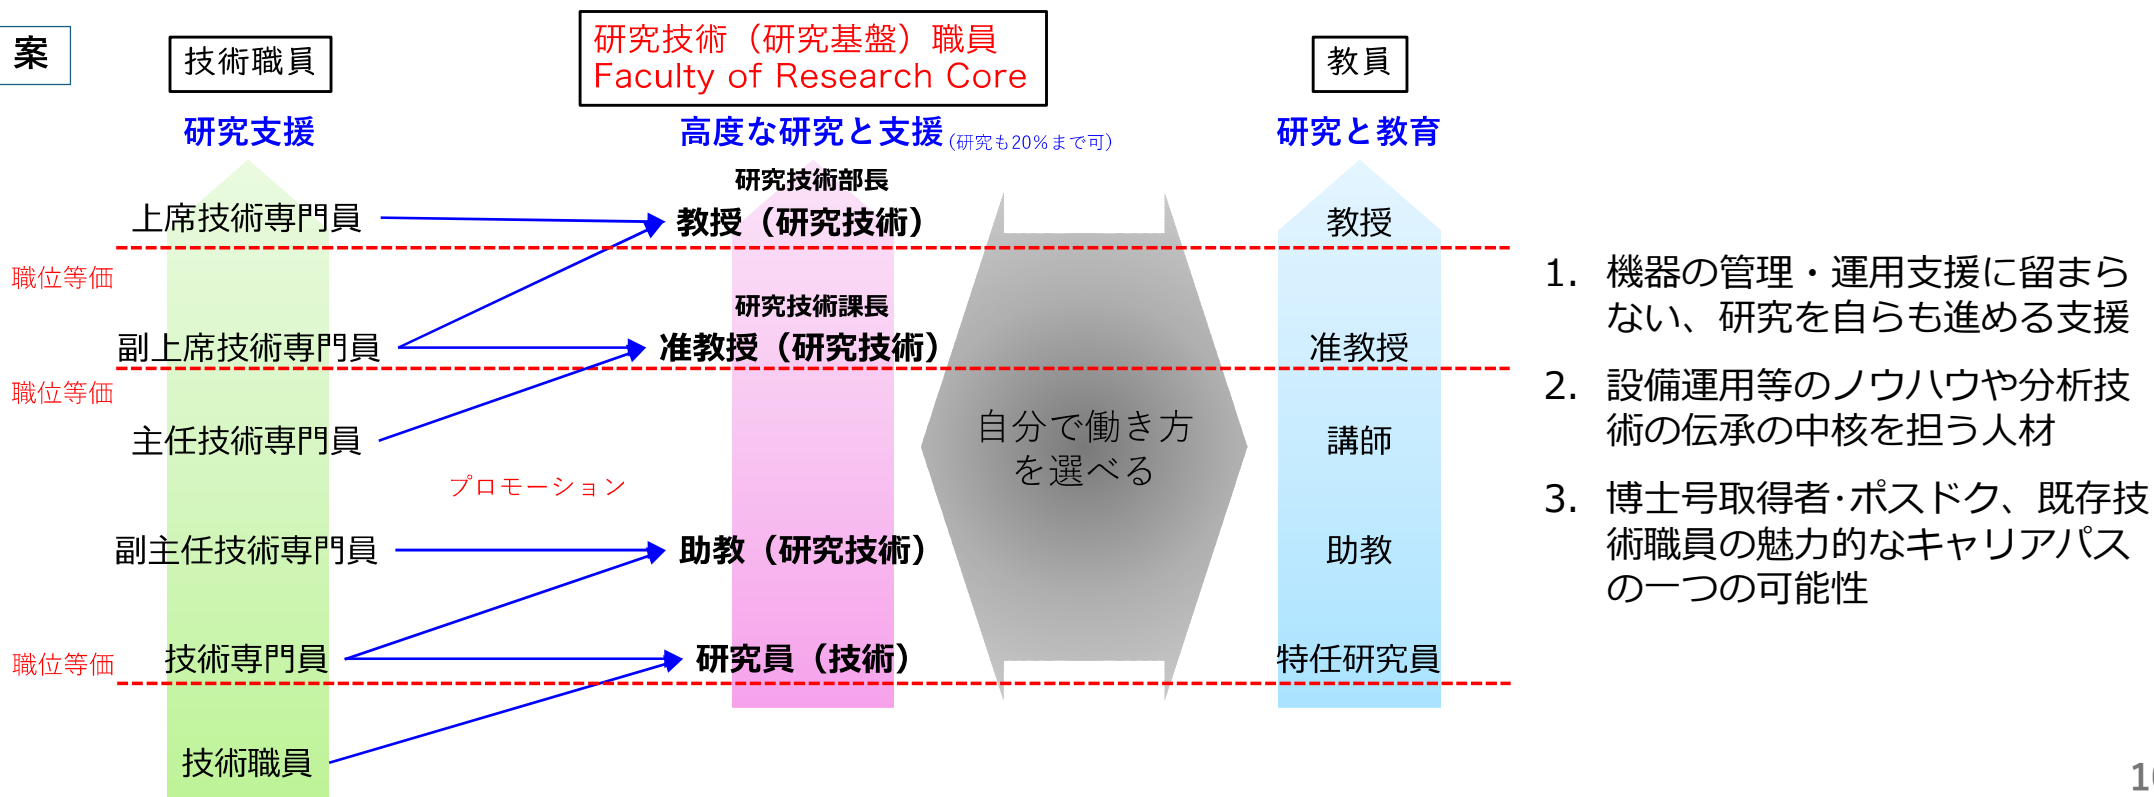 案
技術職員
研究技術（研究基盤）職員
Faculty of Research Core
教員
研究支援
高度な研究と支援(研究も20%まで可)
研究と教育
研究技術部長
上席技術専門員
教授（研究技術）
教授
職位等価
研究技術課長
副上席技術専門員
准教授（研究技術）
准教授
職位等価
自分で働き方
を選べる
主任技術専門員
講師
プロモーション
副主任技術専門員
助教（研究技術）
助教
職位等価
技術専門員
研究員（技術）
特任研究員
技術職員
1. 機器の管理・運用支援に留まら
ない、研究を自らも進める支援
2. 設備運用等のノウハウや分析技
術の伝承の中核を担う人材
3. 博士号取得者･ポスドク、既存技
術職員の魅力的なキャリアパス
の一つの可能性